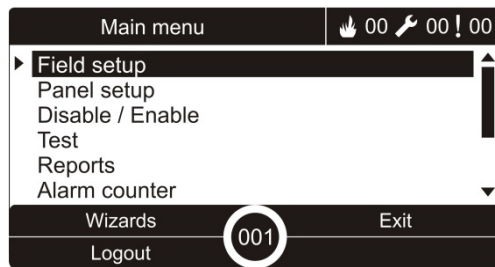 Main menu 00 00 ! 00
Field setup
Panel setup
Disable / Enable
Test
Reports
Alarm counter
Wizards Exit
001
Logout